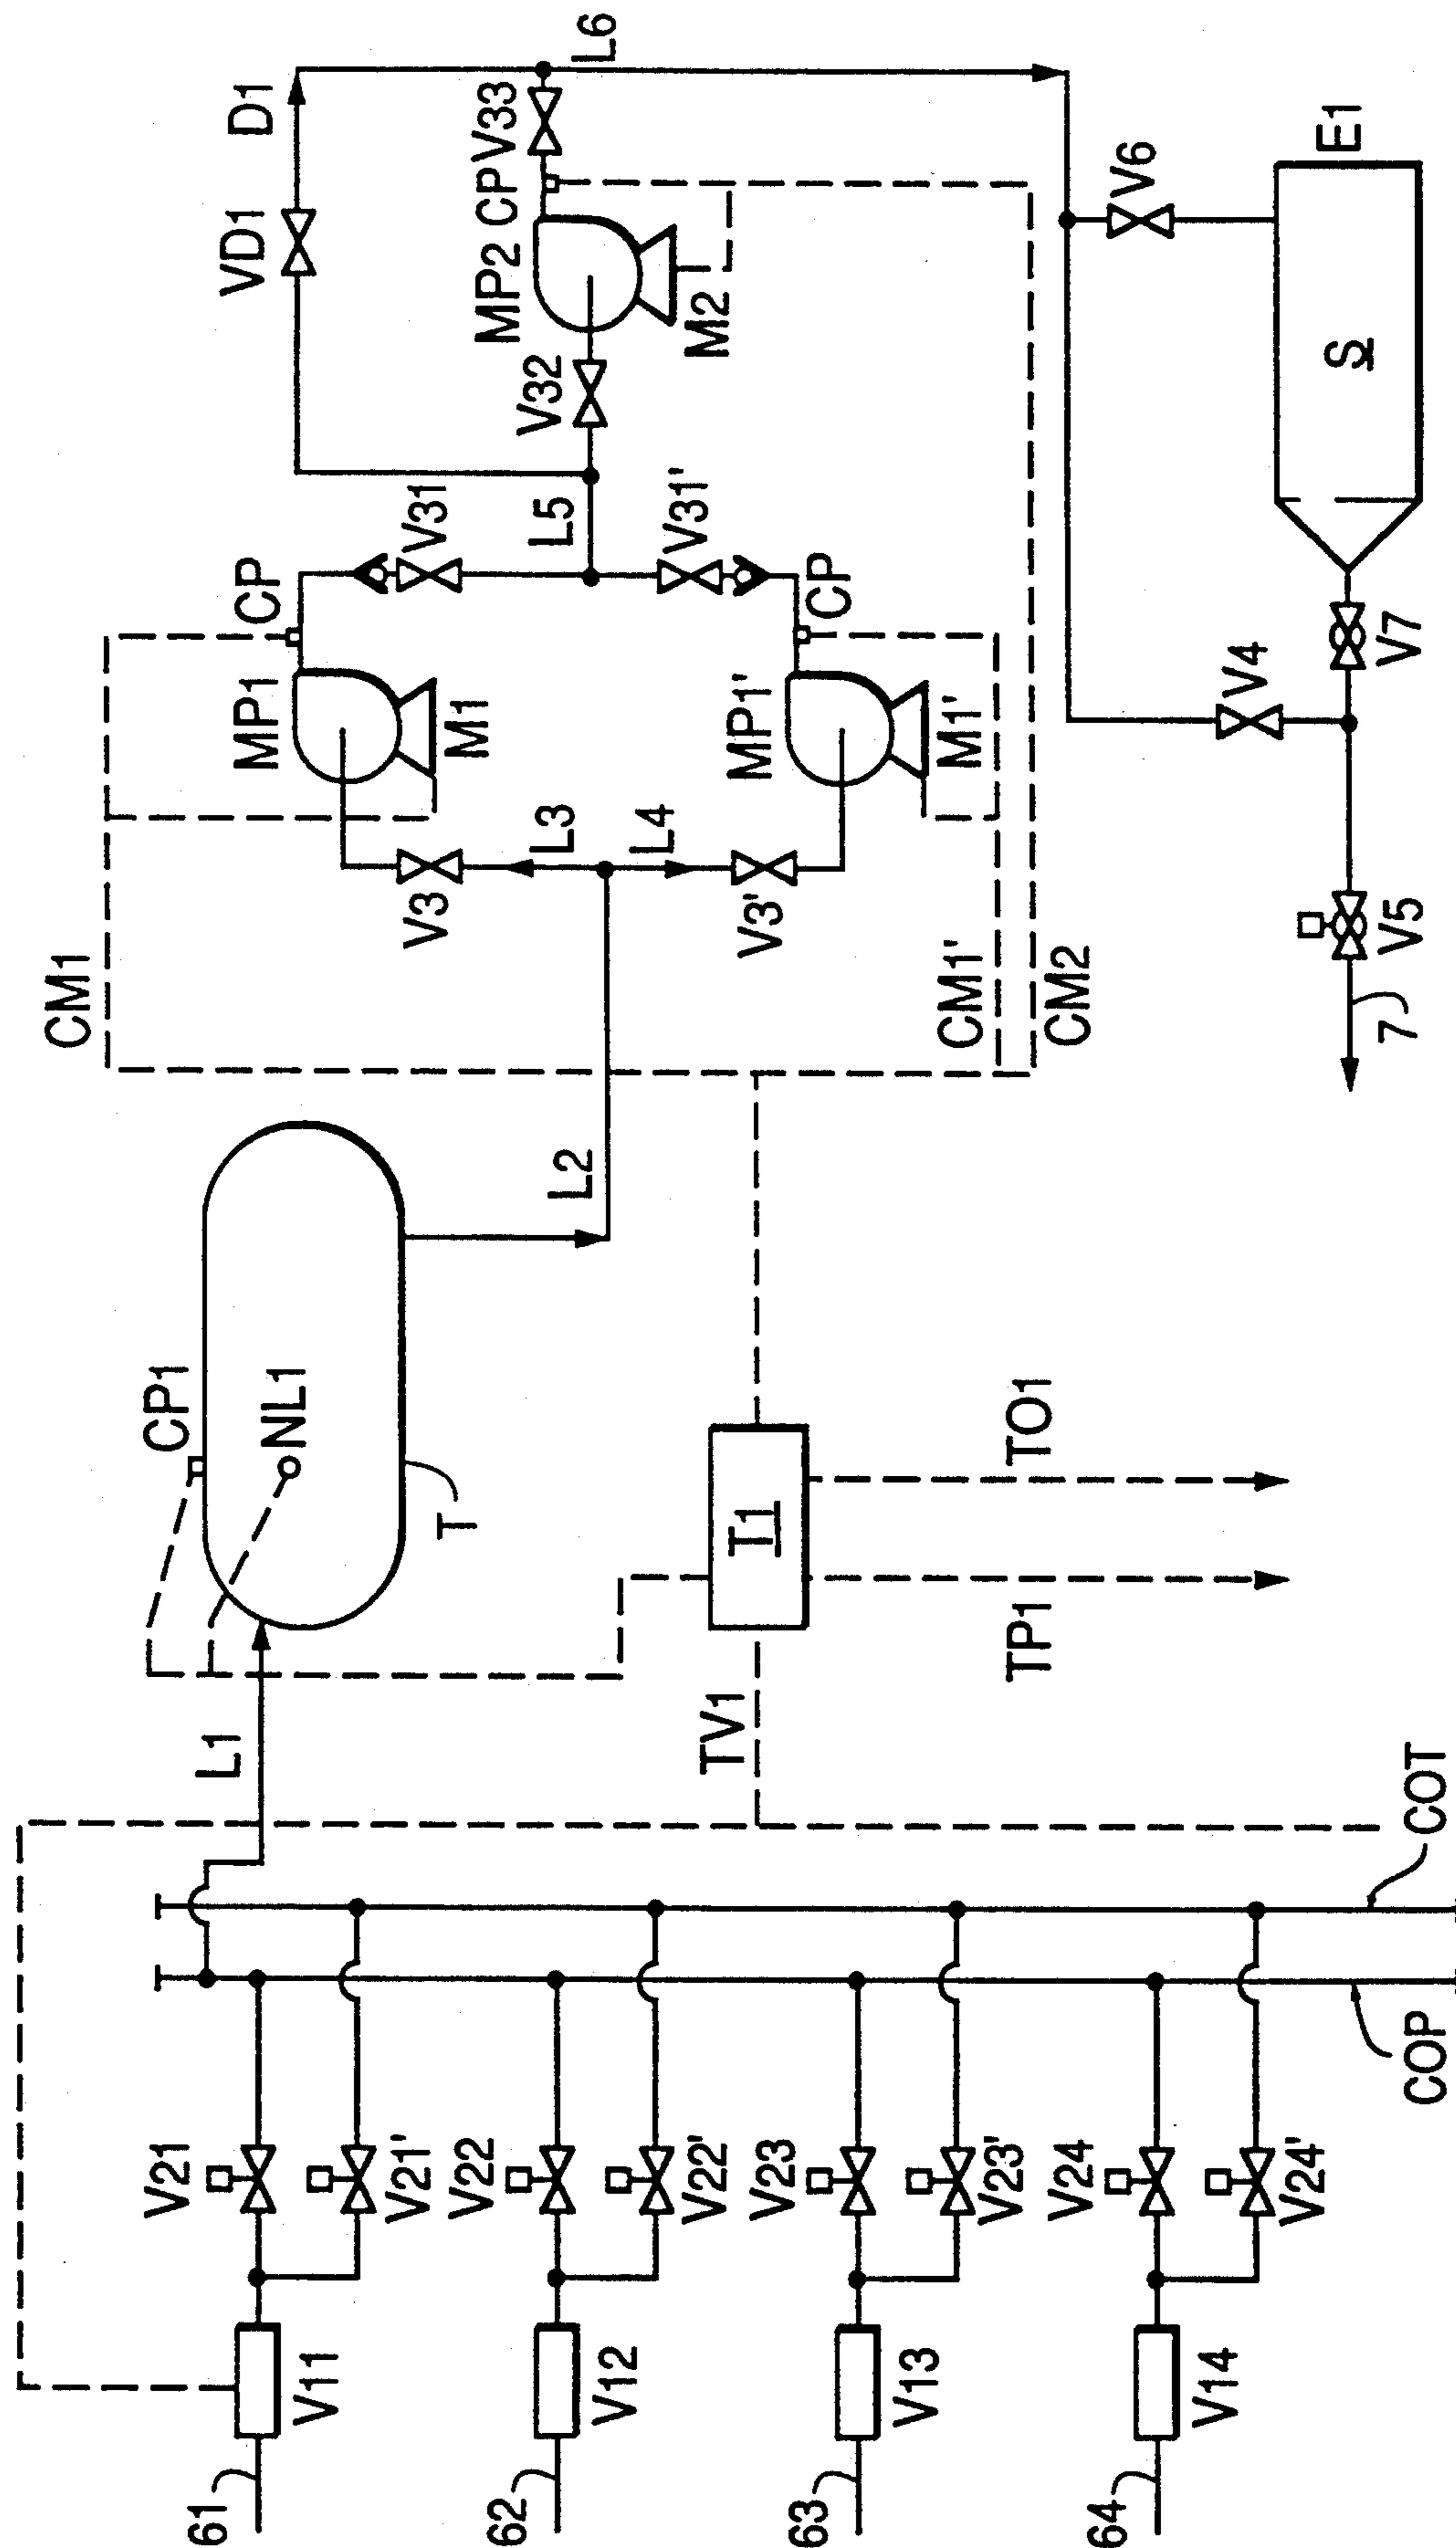 61
V11
V21
V21'
62
V12
V22
V22'
63
V13
V23
V23'
64
V14
V24
V24'
COP
COT
L1
TV1
CP1
NL1
T
T1
TP1
TO1
L2
CM1
CM1'
CM2
V3
L3
L4
V3'
MP1
M1
CP
MP1'
M1'
CP
V31
L5
V31'
V32
MP2
M2
CP
V33
VD1
D1
L6
V4
V5
7
V7
V6
S
E1